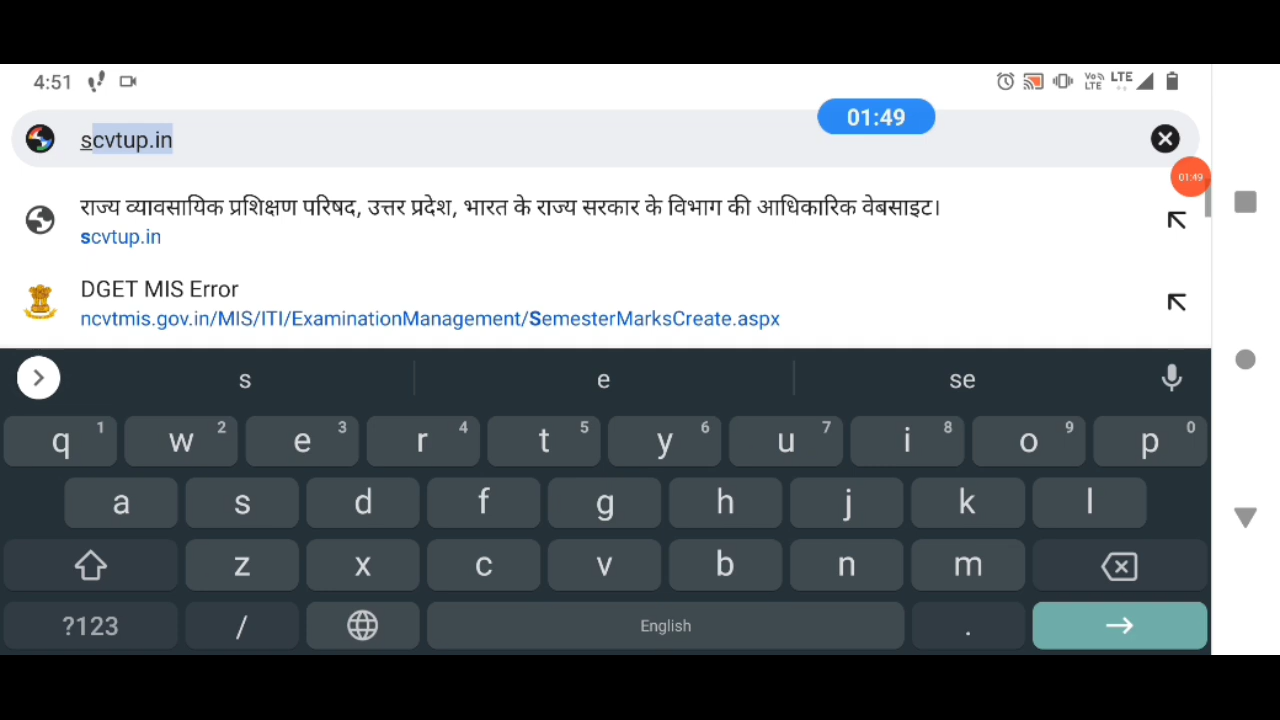 4:51
VoLTE LTE
01:49
scvtup.in
01:49
राज्य व्यावसायिक प्रशिक्षण परिषद, उत्तर प्रदेश, भारत के राज्य सरकार के विभाग की आधिकारिक वेबसाइट।
scvtup.in
DGET MIS Error
ncvtmis.gov.in/MIS/ITI/ExaminationManagement/SemesterMarksCreate.aspx
s e se
q 1 w 2 e 3 r 4 t 5 y 6 u 7 i 8 o 9 p 0
a s d f g h j k l
z x c v b n m
?123 / English .